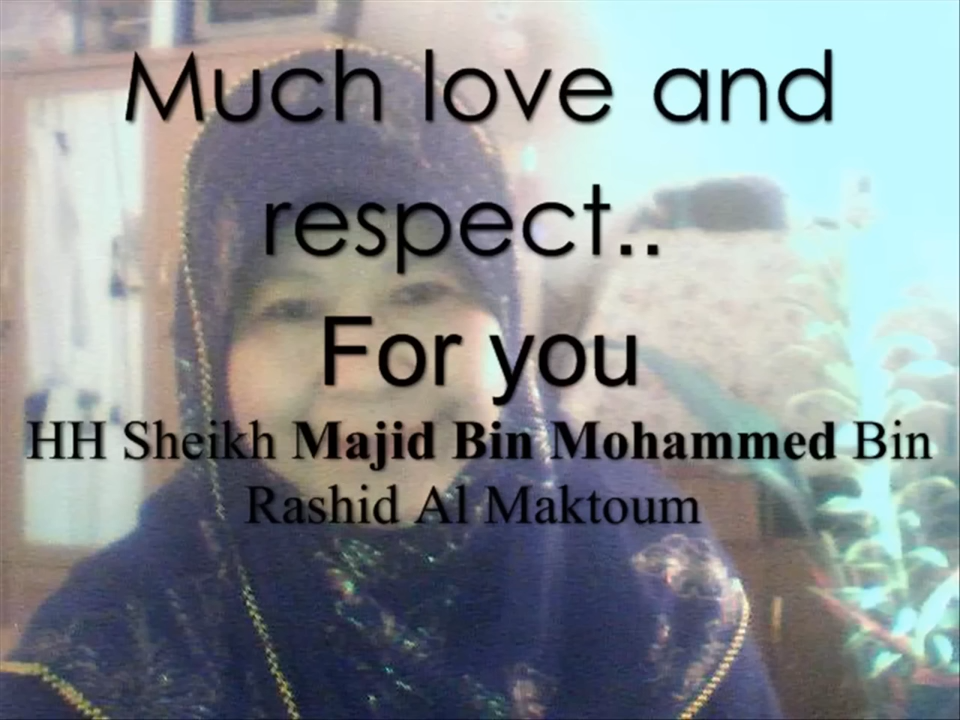 Much love and
respect..
For you
HH Sheikh Majid Bin Mohammed Bin
Rashid Al Maktoum